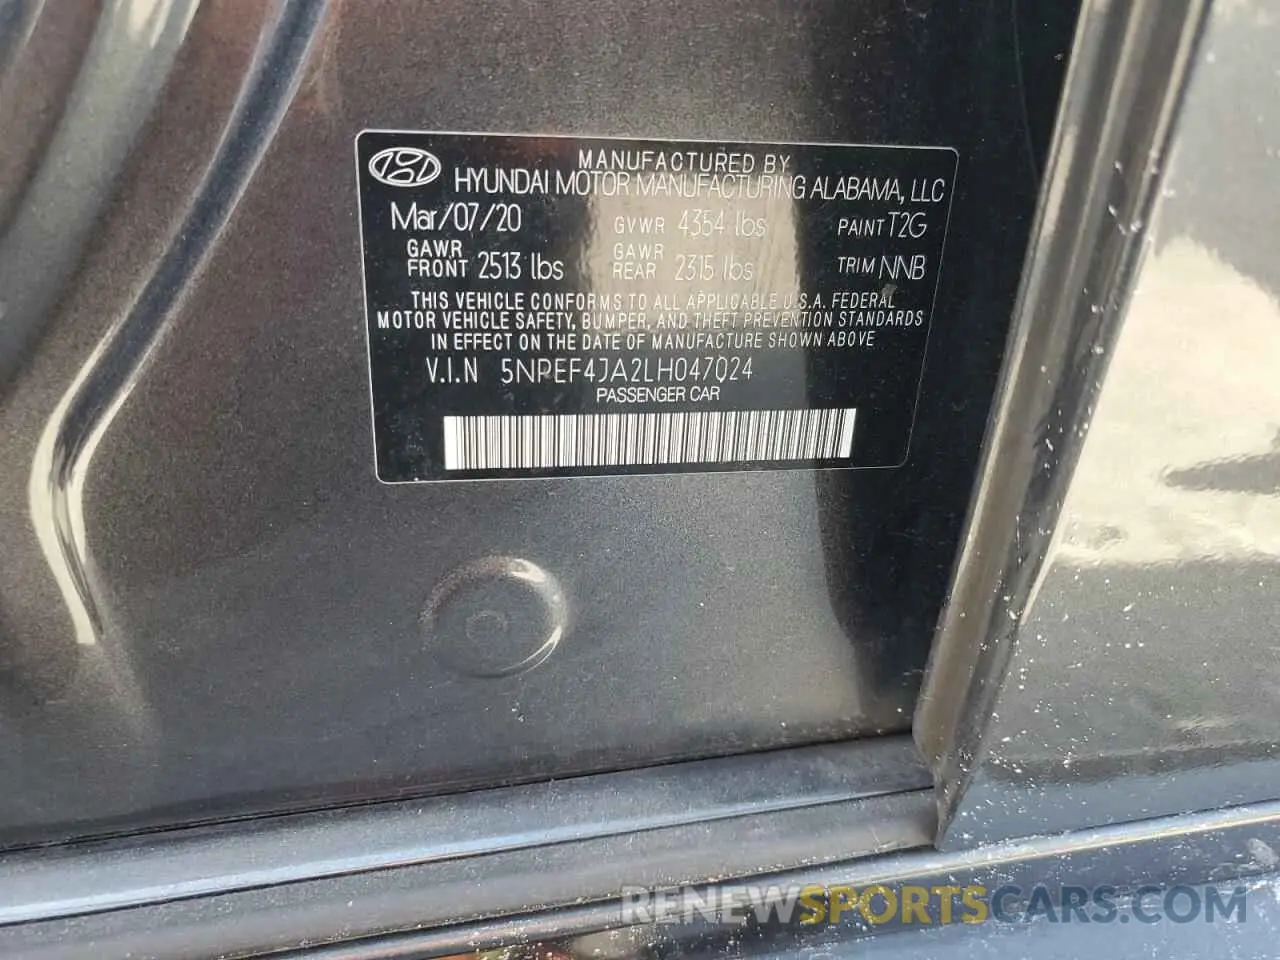 MANUFACTURED BY
HYUNDAI MOTOR MANUFACTURING ALABAMA, LLC
Mar/07/20 GVWR 4354 lbs PAINT T2G
GAWR FRONT 2513 lbs GAWR REAR 2315 lbs TRIM NNB
THIS VEHICLE CONFORMS TO ALL APPLICABLE U.S.A. FEDERAL
MOTOR VEHICLE SAFETY, BUMPER, AND THEFT PREVENTION STANDARDS
IN EFFECT ON THE DATE OF MANUFACTURE SHOWN ABOVE
V.I.N 5NPEF4JA2LH047024
PASSENGER CAR
RENEWSPORTSCARS.COM